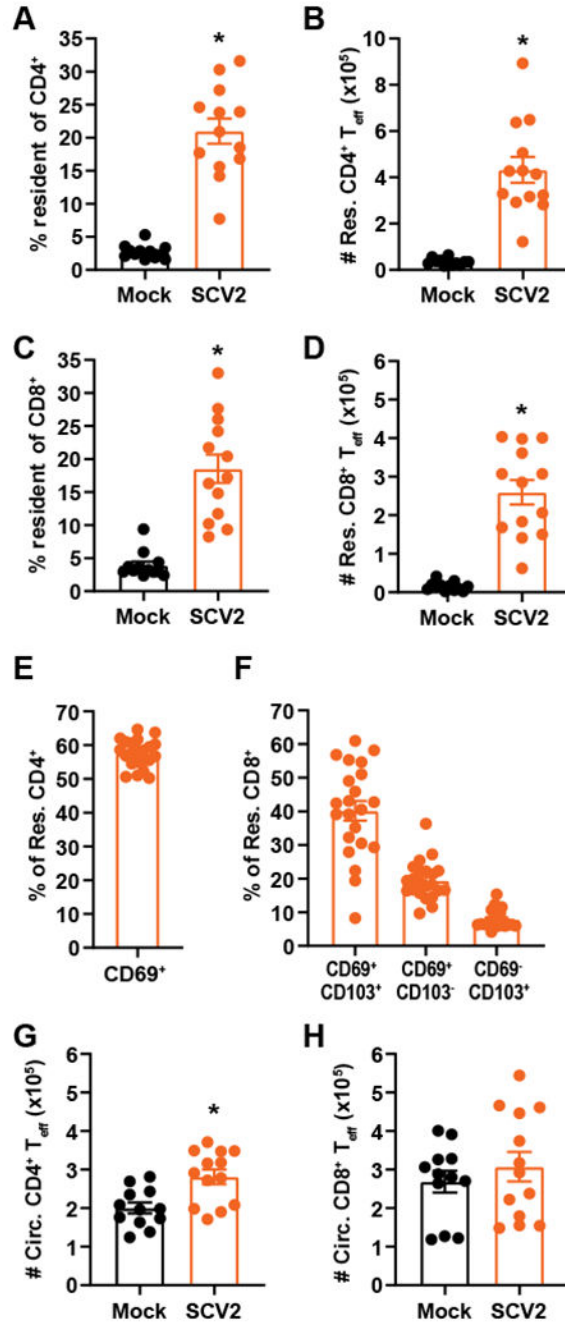 A
% resident of CD4⁺
35
30
25
20
15
10
5
0
*
Mock SCV2
B
# Res. CD4⁺ T_eff (x10⁵)
10
8
6
4
2
0
*
Mock SCV2
C
% resident of CD8⁺
35
30
25
20
15
10
5
0
*
Mock SCV2
D
# Res. CD8⁺ T_eff (x10⁵)
6
5
4
3
2
1
0
*
Mock SCV2
E
% of Res. CD4⁺
70
60
50
40
30
20
10
0
CD69⁺
F
% of Res. CD8⁺
70
60
50
40
30
20
10
0
CD69⁺ CD69⁺ CD69⁻
CD103⁺ CD103⁻ CD103⁺
G
# Circ. CD4⁺ T_eff (x10⁵)
6
5
4
3
2
1
0
*
Mock SCV2
H
# Circ. CD8⁺ T_eff (x10⁵)
6
5
4
3
2
1
0
Mock SCV2